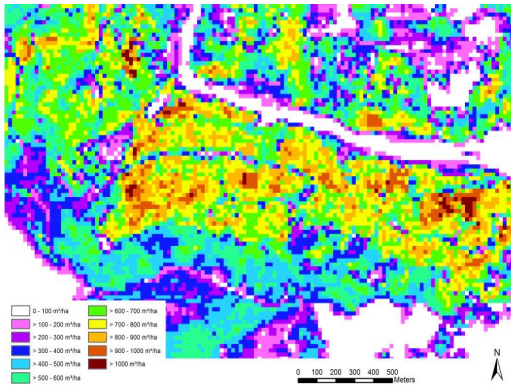 0 - 100 m³/ha
> 100 - 200 m³/ha
> 200 - 300 m³/ha
> 300 - 400 m³/ha
> 400 - 500 m³/ha
> 500 - 600 m³/ha
> 600 - 700 m³/ha
> 700 - 800 m³/ha
> 800 - 900 m³/ha
> 900 - 1000 m³/ha
> 1000 m³/ha
N
0 100 200 300 400 500
Meters